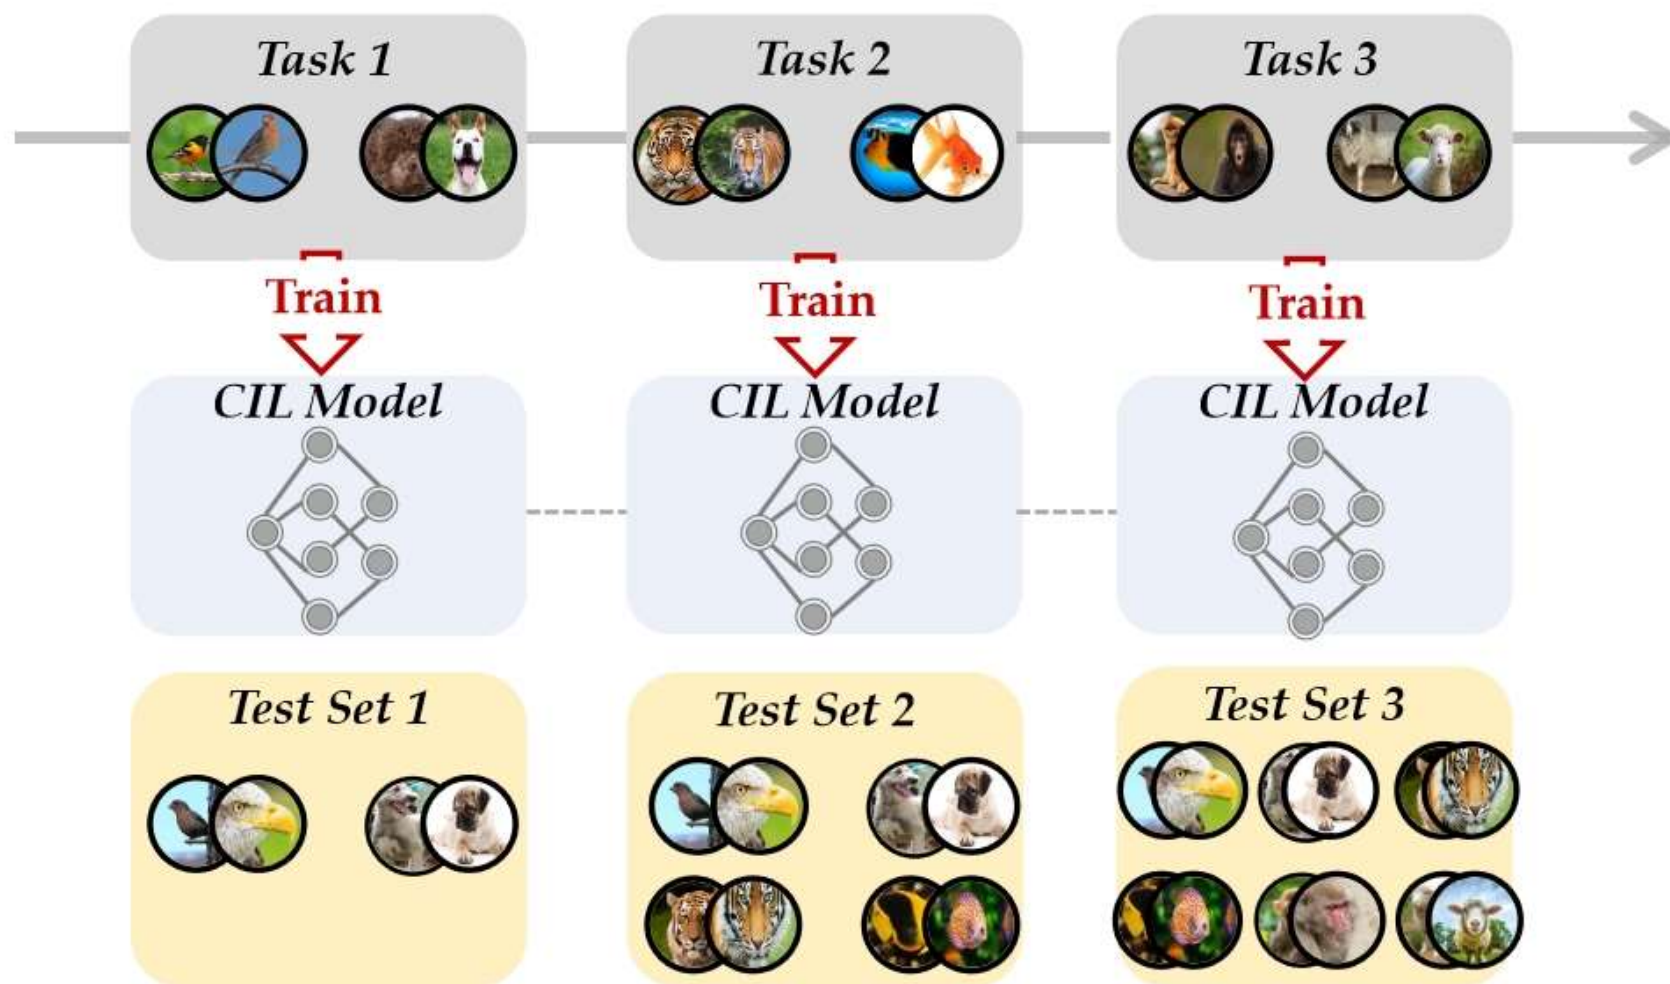 Task 1
Task 2
Task 3
Train
Train
Train
CIL Model
CIL Model
CIL Model
Test Set 1
Test Set 2
Test Set 3